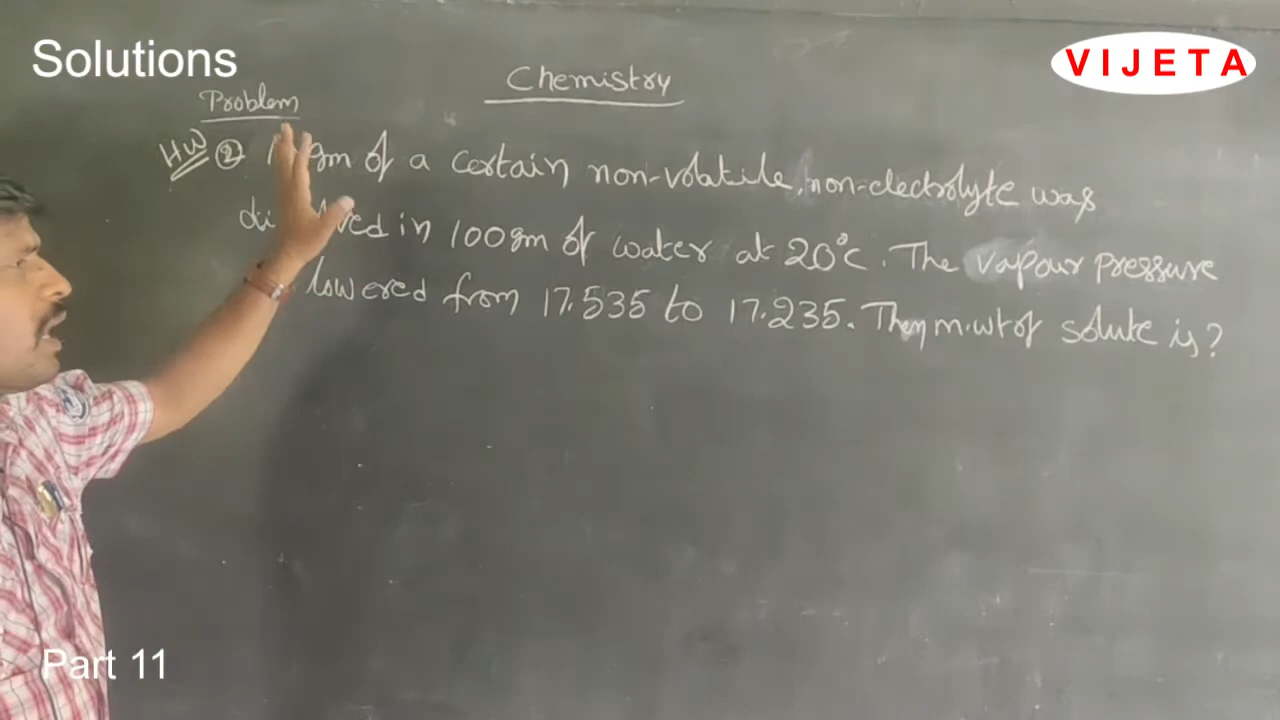 Solutions
VIJETA
Chemistry
Problem
HW ② gm of a certain non-volatile, non-electrolyte was
in 100gm of water at 20°C. The vapour pressure
lowered from 17.535 to 17.235. Then m.wt of solute is?
Part 11